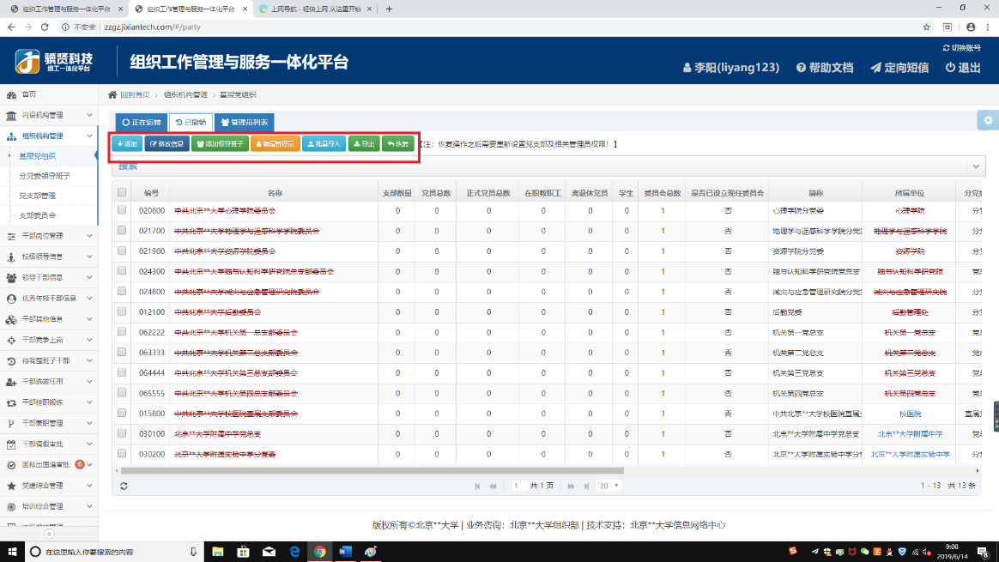 组织工作管理与服务一体化平台 组织工作管理与服务一体化平台 上网导航 - 轻快上网 从这里开始
不安全 zzgz.jixiantech.com/#/party
骥贤科技 组工一体化平台
组织工作管理与服务一体化平台
切换账号
李阳(liyang123) 帮助文档 定向短信 退出
首页
内设机构管理
组织机构管理
基层党组织
分党委领导班子
党支部管理
支部委员会
干部岗位管理
校级领导信息
领导干部信息
优秀年轻干部信息
干部其他信息
干部竞争上岗
待调整班子干部
干部选拔任用
干部挂职锻炼
干部兼职管理
干部请假审批
因私出国境审批 6
党建综合管理
培训综合管理
回到首页 > 组织机构管理 > 基层党组织
正在运转 已撤销 管理员列表
添加 修改信息 添加领导班子 编辑管理员 批量导入 导出 恢复 【注：恢复操作之后需要重新设置党支部及相关管理员权限！】
搜索
编号 名称 支部数量 党员总数 正式党员总数 在职教职工 离退休党员 学生 委员会总数 是否已设立现任委员会 简称 所属单位 分党委
020600 中共北京**大学心理学院委员会 0 0 0 0 0 0 1 否 心理学院分党委 心理学院 分党
021700 中共北京**大学地理学与遥感科学学院委员会 0 0 0 0 0 0 1 否 地理学与遥感科学学院分党 地理学与遥感科学学院 分党
021900 中共北京**大学资源学院委员会 0 0 0 0 0 0 1 否 资源学院分党委 资源学院 分党
024300 中共北京**大学脑与认知科学研究院总支部委员会 0 0 0 0 0 0 1 否 脑与认知科学研究院党总支 脑与认知科学研究院 党总
024800 中共北京**大学减灾与应急管理研究院委员会 0 0 0 0 0 0 1 否 减灾与应急管理研究院分党 减灾与应急管理研究院 分党
012100 中共北京**大学后勤委员会 0 0 0 0 0 0 1 否 后勤党委 后勤管理处 分党
062222 中共北京**大学机关第一总支部委员会 0 0 0 0 0 0 1 否 机关第一党总支 机关第一党总支 党总
063333 中共北京**大学机关第二总支部委员会 0 0 0 0 0 0 1 否 机关第二党总支 机关第二党总支 党总
064444 中共北京**大学机关第三总支部委员会 0 0 0 0 0 0 1 否 机关第三党总支 机关第三党总支 党总
065555 中共北京**大学机关第四总支部委员会 0 0 0 0 0 0 1 否 机关第四党总支 机关第四党总支 党总
015800 中共北京**大学校医院直属支部委员会 0 0 0 0 0 0 1 否 中共北京**大学校医院直属 校医院 直属
030100 北京**大学附属中学党总支 0 0 0 0 0 0 1 否 北京**大学附属中学党总支 北京**大学附属中学 党总
030200 北京**大学附属实验中学分党委 0 0 0 0 0 0 1 否 北京**大学附属实验中学分 北京**大学附属实验中学 分党
1 共 1 页 20 1 - 13 共 13 条
版权所有©北京**大学 | 业务咨询：北京**大学组织部 | 技术支持：北京**大学信息网络中心
在这里输入你要搜索的内容
9:08
2019/6/14
8